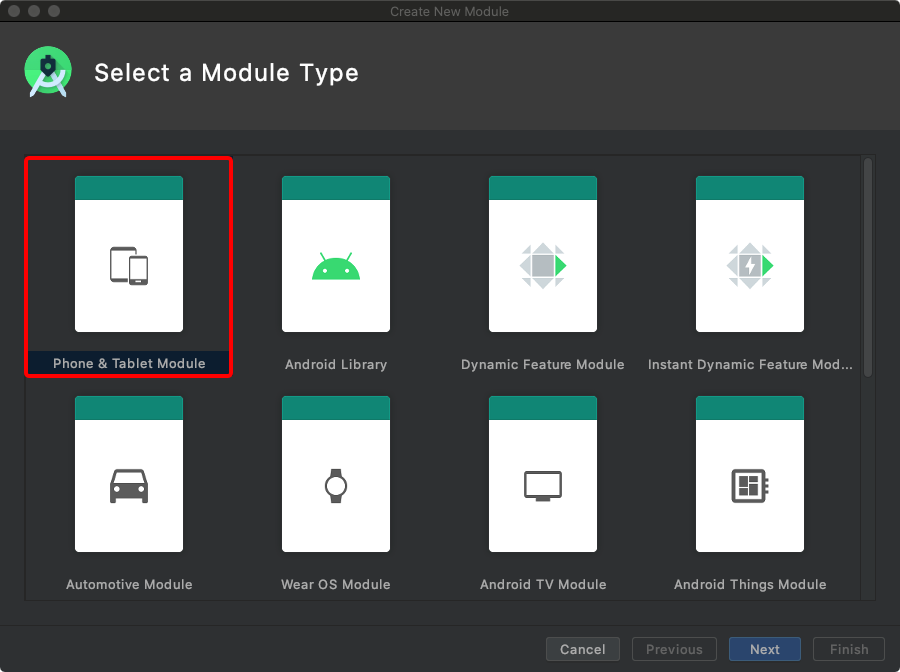 Create New Module
Select a Module Type
Phone & Tablet Module
Android Library
Dynamic Feature Module
Instant Dynamic Feature Mod...
Automotive Module
Wear OS Module
Android TV Module
Android Things Module
Cancel
Previous
Next
Finish